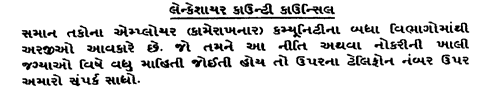 લેન્કેશાયર કાઉન્ટી કાઉન્સિલ
સમાન તકોના એમ્પ્લોયર (કામેરાખનાર) કમ્યૂનિટીના બધા વિભાગોમાંથી
અરજીઓ આવકારે છે. જો તમને આ નીતિ અથવા નોકરીની ખાલી
જગ્યાઓ વિષે વધુ માહિતી જોઈતી હોય તો ઉપરના ટેલિફોન નંબર ઉપર
અમારો સંપર્ક સાધો.